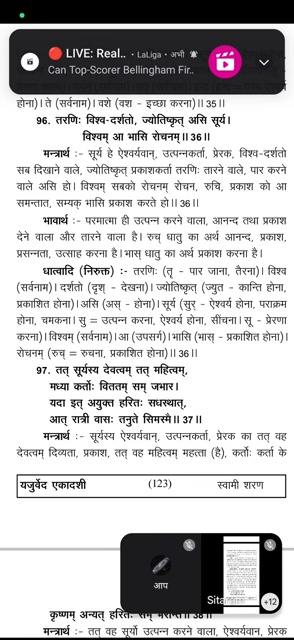 🔴 LIVE: Real.. • LaLiga • अभी
Can Top-Scorer Bellingham Fir..
होना)। ते (सर्वनाम)। वशे (वश - इच्छा करना)।। 35।।
96. तरणिः विश्व-दर्शतो, ज्योतिष्कृत् असि सूर्य।
विश्वम् आ भासि रोचनम्।। 36।।
मन्त्रार्थ :- सूर्य हे ऐश्वर्यवान्, उत्पन्नकर्ता, प्रेरक, विश्व-दर्शतो
सब दिखाने वाले, ज्योतिष्कृत् प्रकाशकर्ता तरणिः तारने वाले, पार करने
वाले असि हो। विश्वम् सबको रोचनम् रोचन, रुचि, प्रकाश को आ
समन्तात, सम्यक् भासि प्रकाश करते हो।। 36।।
भावार्थ :- परमात्मा ही उत्पन्न करने वाला, आनन्द तथा प्रकाश
देने वाला और तारने वाला है। रुच् धातु का अर्थ आनन्द, प्रकाश,
प्रसन्नता, उत्साह करना है। भास् धातु का अर्थ प्रकाश करना है।
धात्वादि (निरुक्त) :- तरणिः (तृ - पार जाना, तैरना)। विश्व
(सर्वनाम)। दर्शतो (दृश् - देखना)। ज्योतिष्कृत् (ज्युत - कान्ति होना,
प्रकाशित होना)। असि (अस् - होना)। सूर्य (सुर् - ऐश्वर्य होना, पराक्रम
होना, चमकना। सु = उत्पन्न करना, ऐश्वर्य होना, सींचना। सू - प्रेरणा
करना)। विश्वम् (सर्वनाम)। आ (उपसर्ग)। भासि (भास् - प्रकाशित होना)।
रोचनम् (रुच् = रुचना, प्रकाशित होना)।। 36।।
97. तत् सूर्यस्य देवत्वम् तत् महित्वम्,
मध्या कर्तोः विततम् सम् जभार।
यदा इत् अयुक्त हरितः सधस्थात्,
आत् रात्री वासः तनुते सिमस्मै।। 37।।
मन्त्रार्थ :- सूर्यस्य ऐश्वर्यवान्, उत्पन्नकर्ता, प्रेरक का तत् वह
देवत्वम् दिव्यता, प्रकाश, तत् वह महित्वम् महत्ता (है), कर्तोः कर्ता के
यजुर्वेद एकादशी (123) स्वामी शरण
आप
Sita
+12
कृष्णम् अन्यत् हरितः सम् भरन्ति।। 38।।
मन्त्रार्थ :- तत् वह सूर्यो उत्पन्न करने वाला, ऐश्वर्यवान, प्रेरक